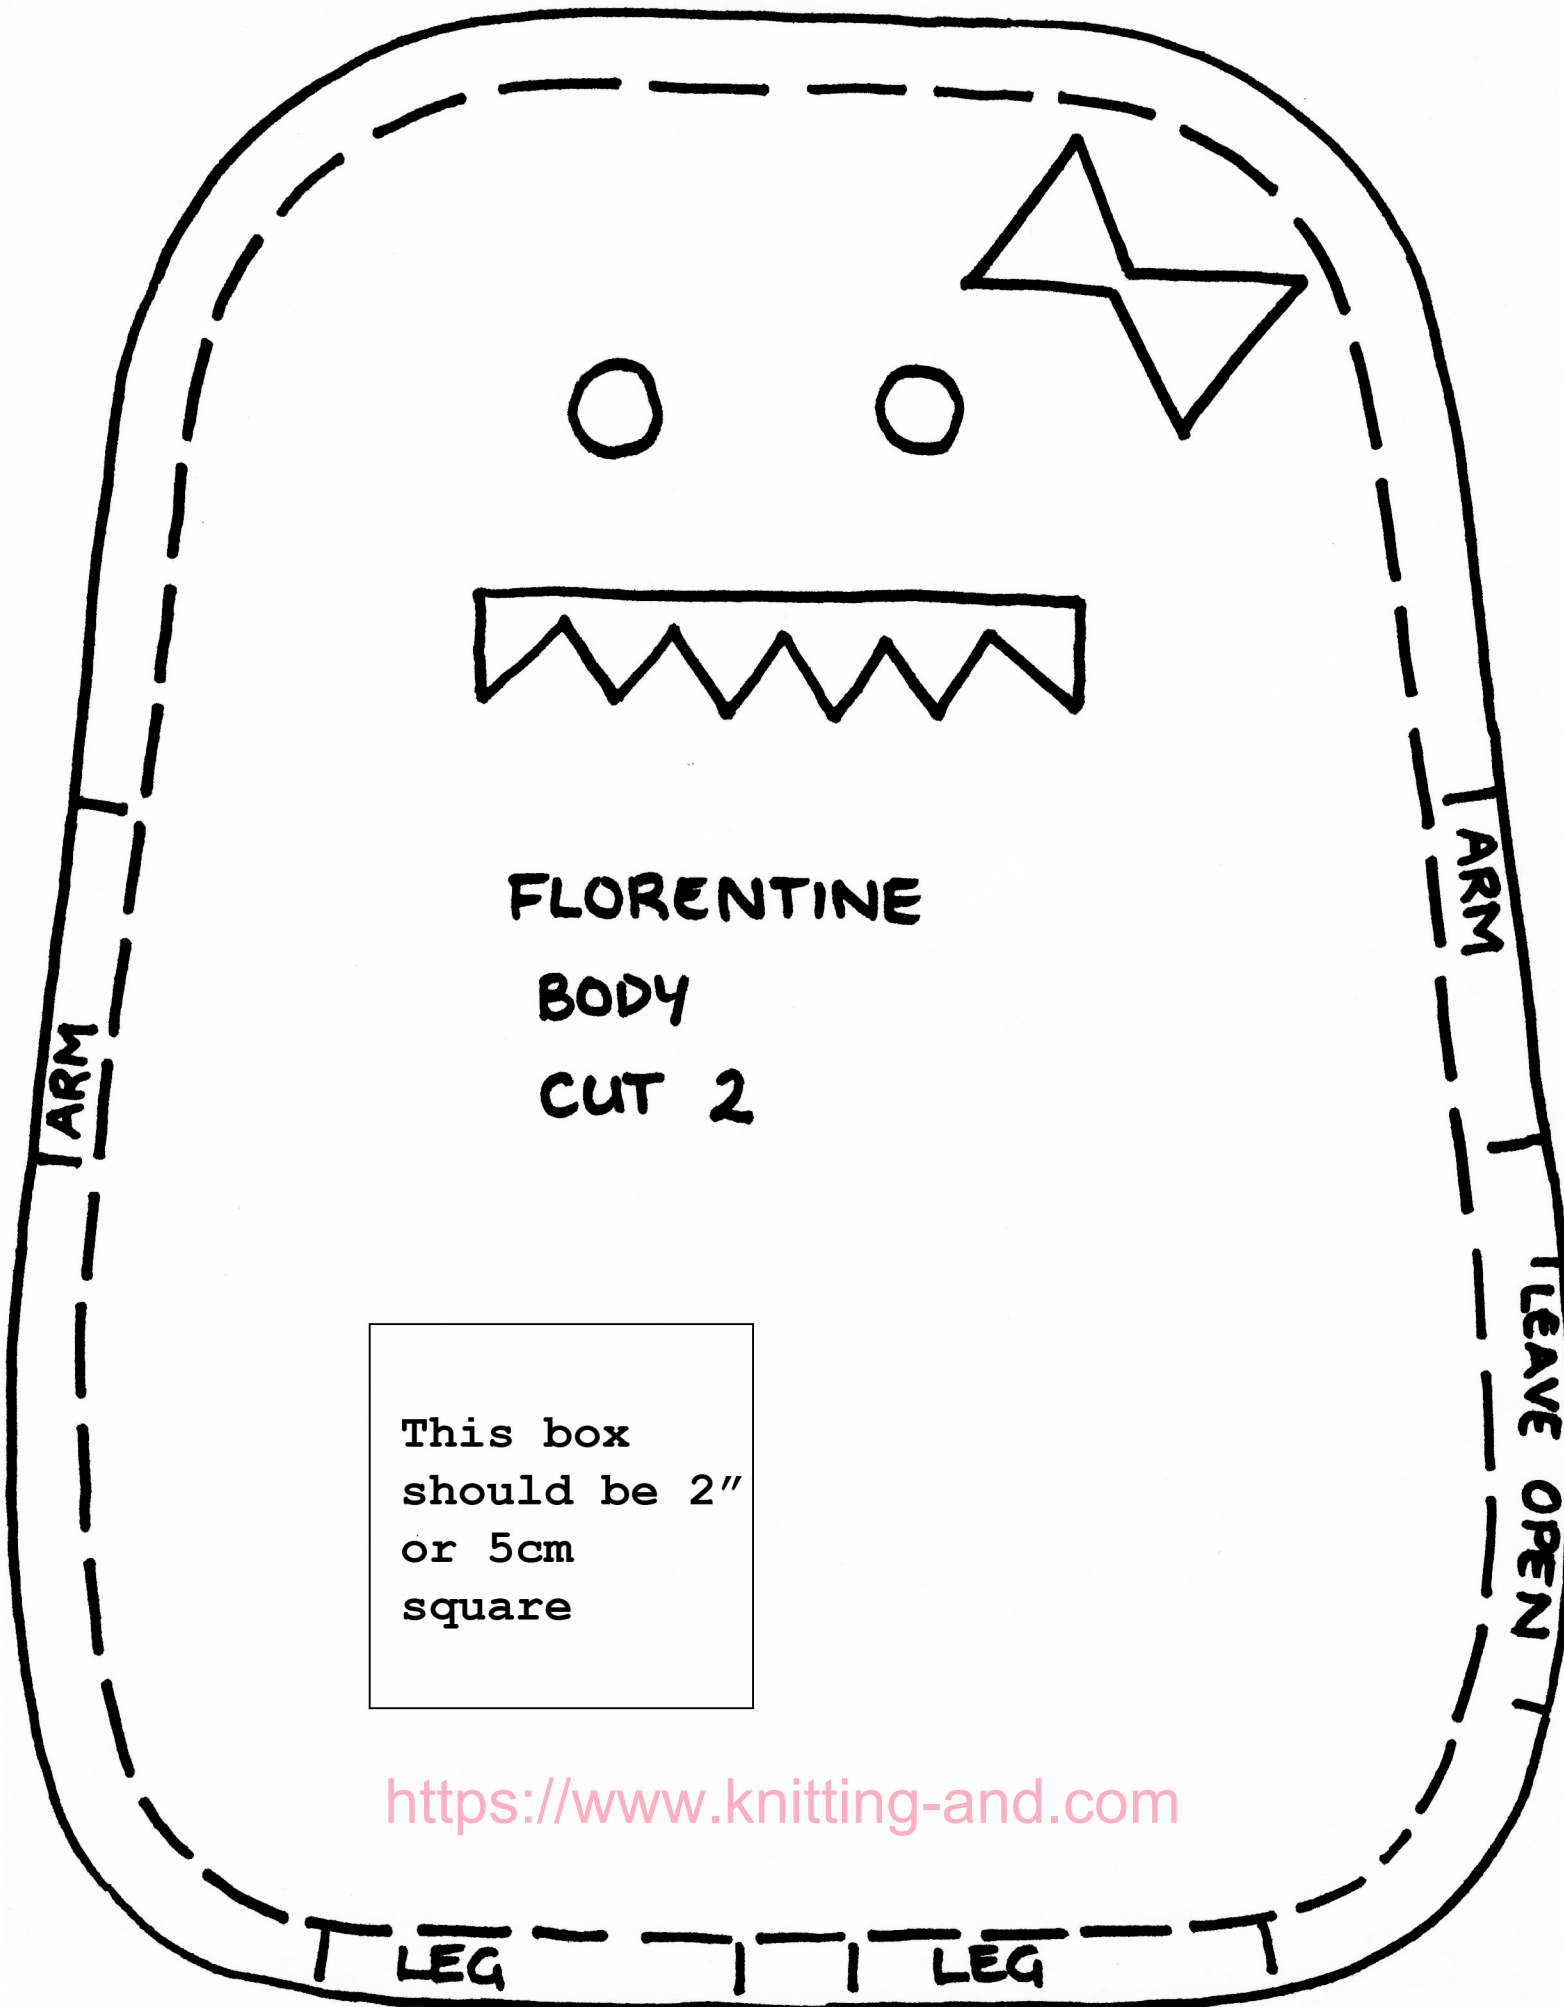 FLORENTINE
BODY
CUT 2
ARM
ARM
LEAVE OPEN
This box
should be 2"
or 5cm
square
https://www.knitting-and.com
LEG
LEG